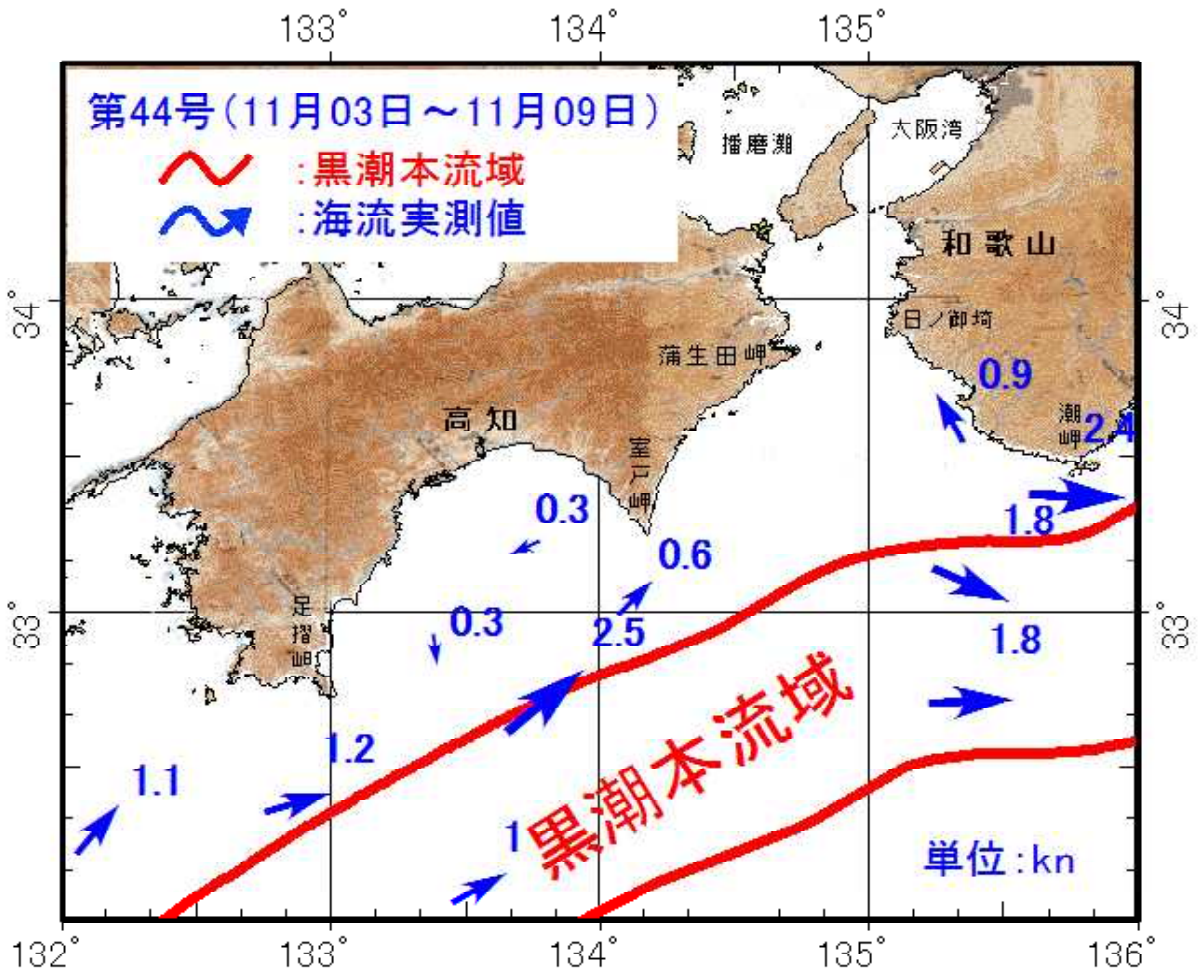 133° 134° 135°
第44号(11月03日～11月09日)
:黒潮本流域
:海流実測値
播磨灘
大阪湾
和歌山
34° 34°
日ノ御埼
蒲生田岬
0.9
高知
潮岬
2.4
室戸岬
0.3
1.8
0.6
足摺岬
0.3
2.5
33° 33°
1.8
1.2
1.1
黒潮本流域
1
単位:kn
132° 133° 134° 135° 136°